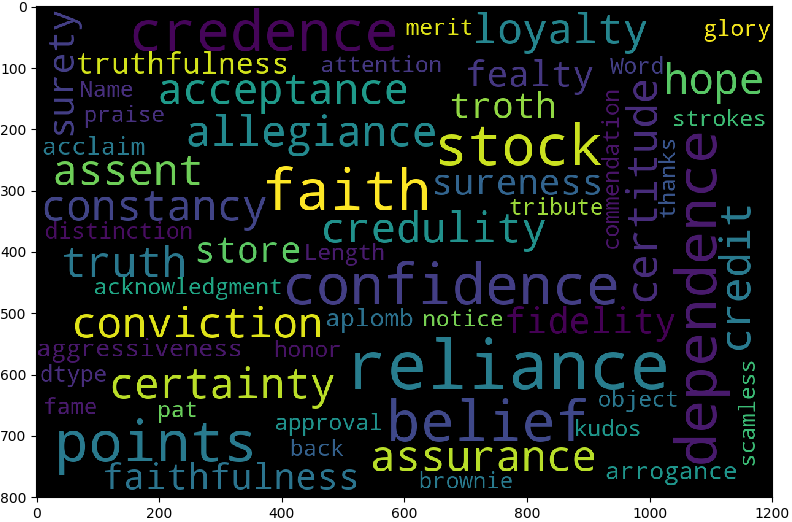 0
credence
merit
loyalty
glory
surety
truthfulness
attention
fealty
Word
hope
100
Name
acceptance
troth
certitude
praise
commendation
strokes
200
allegiance
stock
acclaim
thanks
dependence
assent
faith
sureness
300
constancy
tribute
credit
distinction
credulity
store
Length
400
truth
confidence
acknowledgment
500
conviction
aplomb
notice
fidelity
aggressiveness
honor
reliance
600
dtype
certainty
scamless
object
fame
pat
belief
approval
kudos
700
points
back
assurance
arrogance
faithfulness
brownie
800
0
200
400
600
800
1000
1200